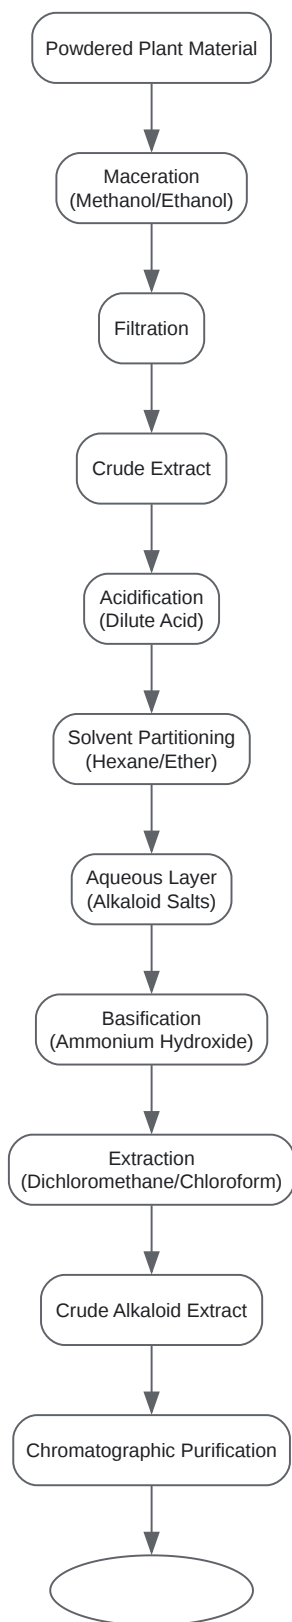 Powdered Plant Material
Maceration
(Methanol/Ethanol)
Filtration
Crude Extract
Acidification
(Dilute Acid)
Solvent Partitioning
(Hexane/Ether)
Aqueous Layer
(Alkaloid Salts)
Basification
(Ammonium Hydroxide)
Extraction
(Dichloromethane/Chloroform)
Crude Alkaloid Extract
Chromatographic Purification